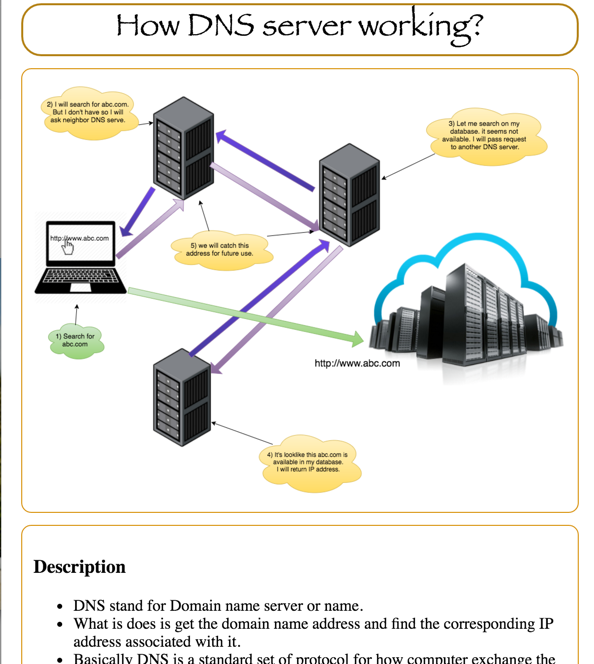 How DNS server working?
2) I will search for abc.com.
But I don't have so I will
ask neighbor DNS serve.
3) Let me search on my
database. it seems not
available. I will pass request
to another DNS server.
http://www.abc.com
5) we will catch this
address for future use.
1) Search for
abc.com
http://www.abc.com
4) It's looklike this abc.com is
available in my database.
I will return IP address.
Description
• DNS stand for Domain name server or name.
• What is does is get the domain name address and find the corresponding IP
address associated with it.
• Basically DNS is a standard set of protocol for how computer exchange the